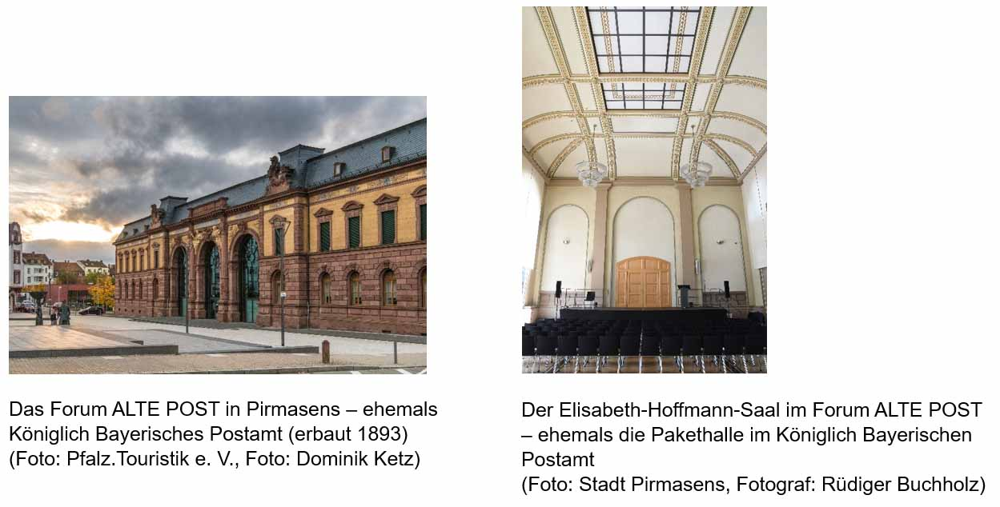 Das Forum ALTE POST in Pirmasens – ehemals
Königlich Bayerisches Postamt (erbaut 1893)
(Foto: Pfalz.Touristik e. V., Foto: Dominik Ketz)
Der Elisabeth-Hoffmann-Saal im Forum ALTE POST
– ehemals die Pakethalle im Königlich Bayerischen
Postamt
(Foto: Stadt Pirmasens, Fotograf: Rüdiger Buchholz)